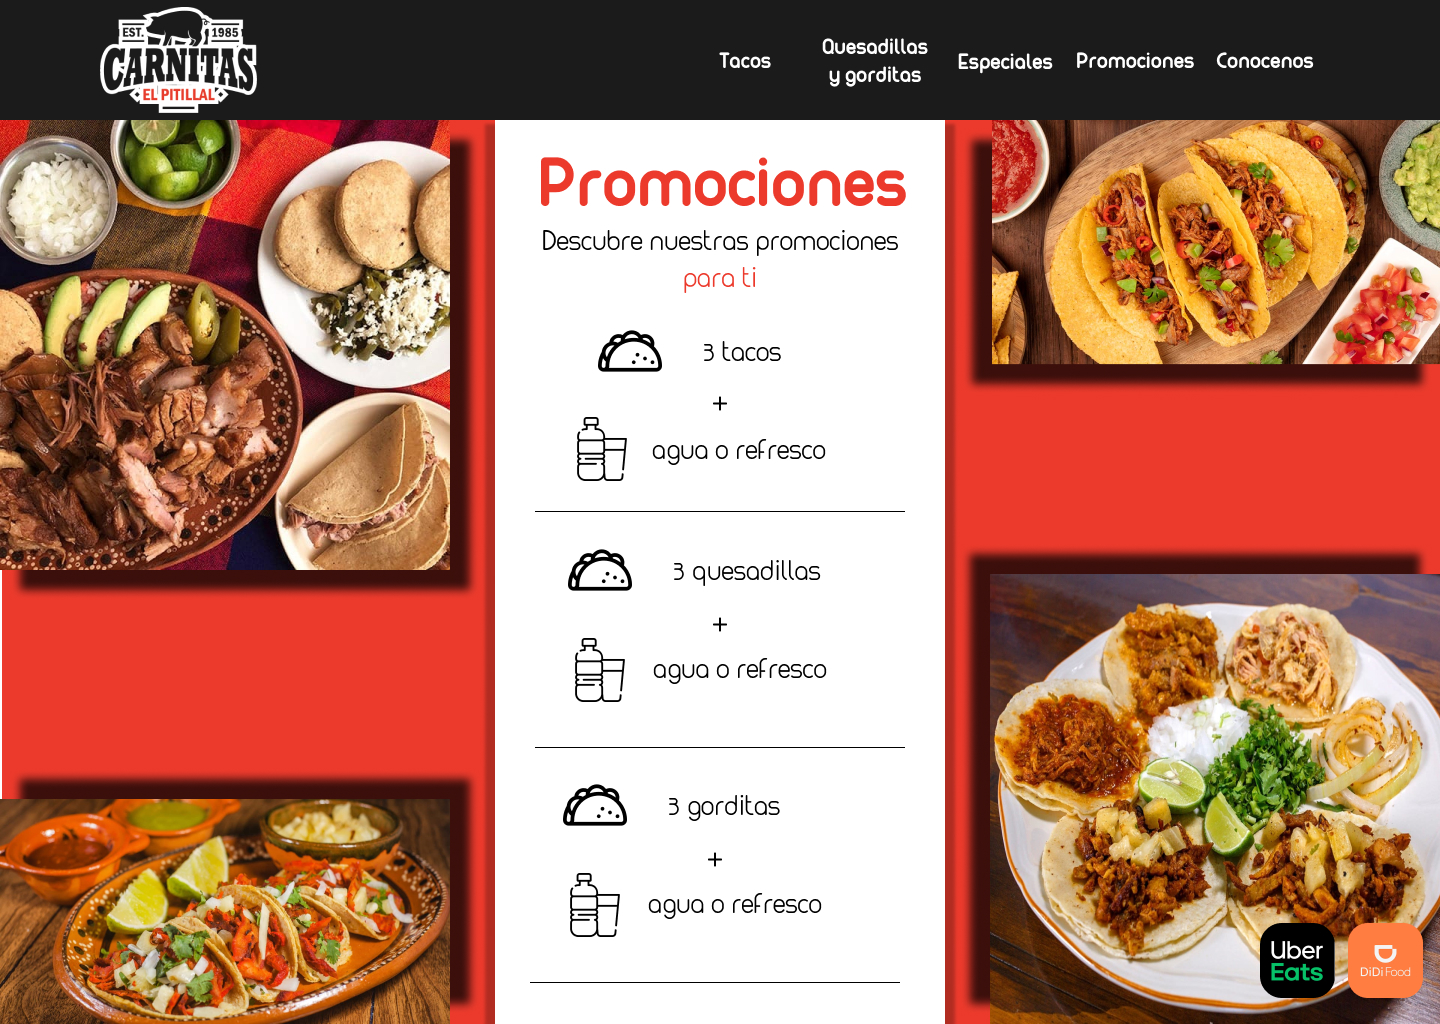 EST. 1985
CARNITAS
EL PITILLAL
Tacos
Quesadillas
y gorditas
Especiales
Promociones
Conocenos
Promociones
Descubre nuestras promociones
para ti
3 tacos
+
agua o refresco
3 quesadillas
+
agua o refresco
3 gorditas
+
agua o refresco
Uber
Eats
DiDi Food